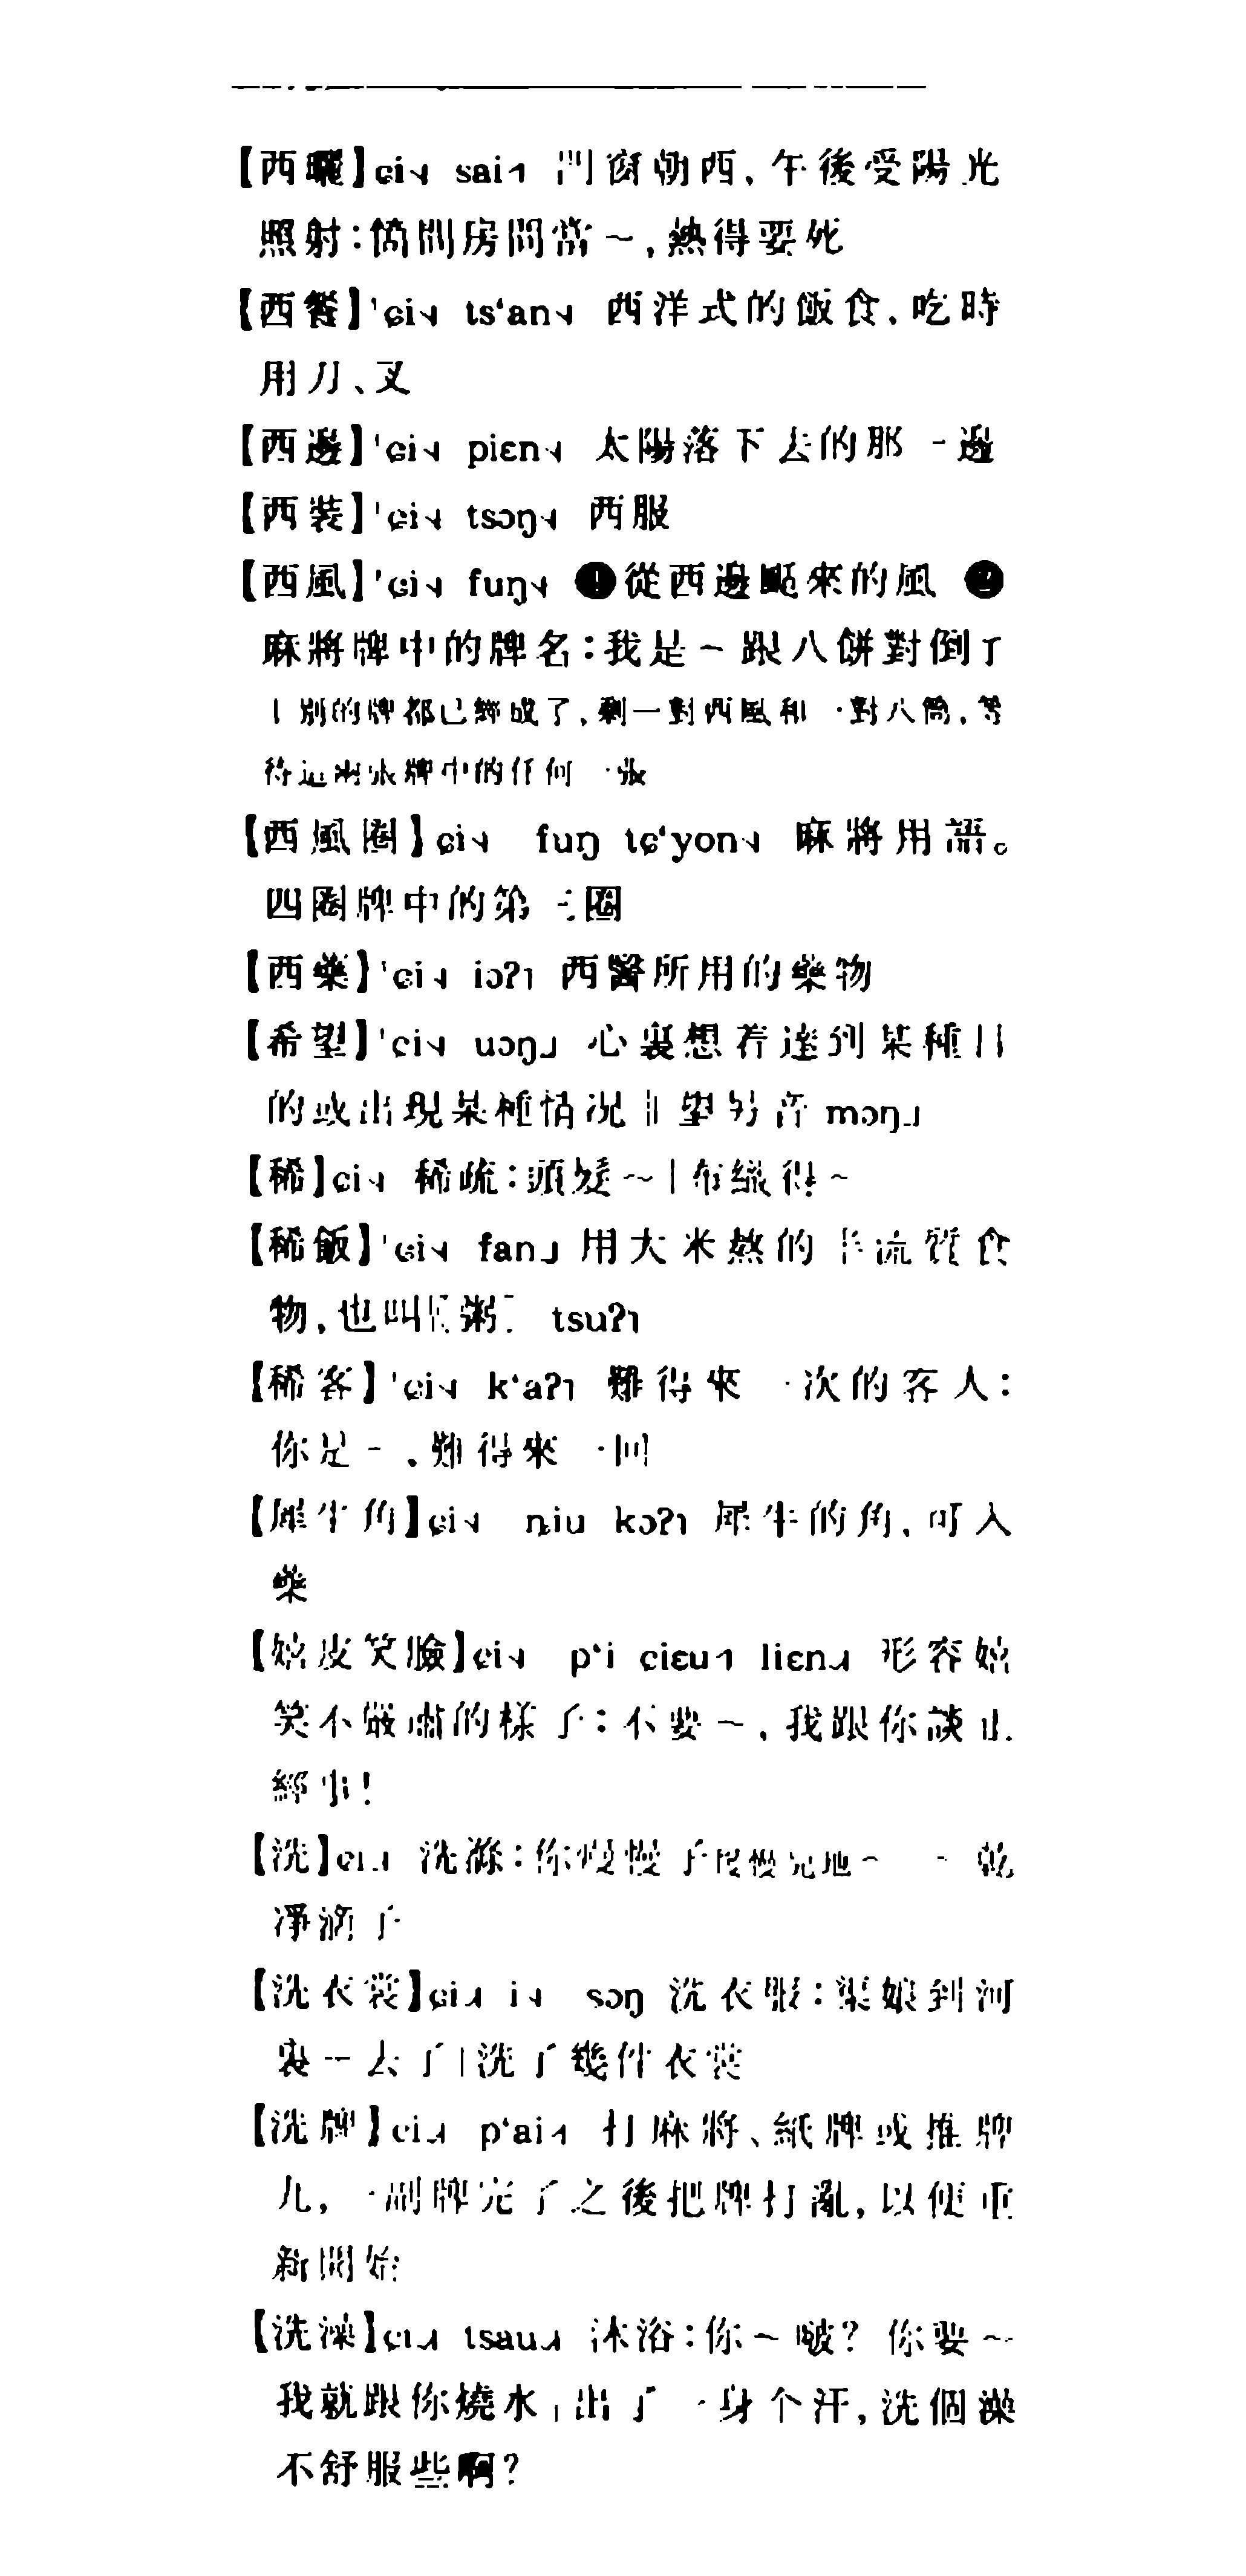 【西曬】ɕi˧˩ sai˧˥ 門窗朝西，午後受陽光
照射：箇間房間當～，熱得要死
【西餐】ˈɕi˧˩ tsʻan˧˩ 西洋式的飯食，吃時
用刀、叉
【西邊】ˈɕi˧˩ piɛn˧˩ 太陽落下去的那一邊
【西裝】ˈɕi˧˩ tsɔŋ˧˩ 西服
【西風】ˈɕi˧˩ fuŋ˧˩ ❶從西邊颳來的風 ❷
麻將牌中的牌名：我是～跟八餅對倒了
｜別的牌都已經成了，剩一對西風和一對八筒，等
待這兩張牌中的任何一張
【西風圈】ɕi˧˩ fuŋ tɕʻyon˧˩ 麻將用語。
四圈牌中的第三圈
【西藥】ˈɕi˧˩ iɔʔ˥ 西醫所用的藥物
【希望】ˈɕi˧˩ uɔŋ˩ 心裏想着達到某種目
的或出現某種情況‖望另音 mɔŋ˩
【稀】ɕi˧˩ 稀疏：頭髮～｜布織得～
【稀飯】ˈɕi˧˩ fan˩ 用大米熬的半流質食
物，也叫［粥］ tsuʔ˥
【稀客】ˈɕi˧˩ kʻaʔ˥ 難得來一次的客人：
你是～，難得來一回
【犀牛角】ɕi˧˩ ȵiu kɔʔ˥ 犀牛的角，可入
藥
【嬉皮笑臉】ɕi˧˩ pʻi ɕiɛu˧˥ liɛn˨˩˧ 形容嬉
笑不嚴肅的樣子：不要～，我跟你談正
經事！
【洗】ɕi˨˩˧ 洗滌：你慢慢子慢慢兒地～ ～乾
凈滴子
【洗衣裳】ɕi˨˩˧ i˧˩ sɔŋ 洗衣服：渠娘到河
裏～去了｜洗了幾件衣裳
【洗牌】ɕi˨˩˧ pʻai˧˥ 打麻將、紙牌或推牌
九，一副牌完了之後把牌打亂，以便重
新開始
【洗澡】ɕi˨˩˧ tsau˨˩˧ 沐浴：你～啵？你要～
我就跟你燒水｜出了一身个汗，洗個澡
不舒服些啊？